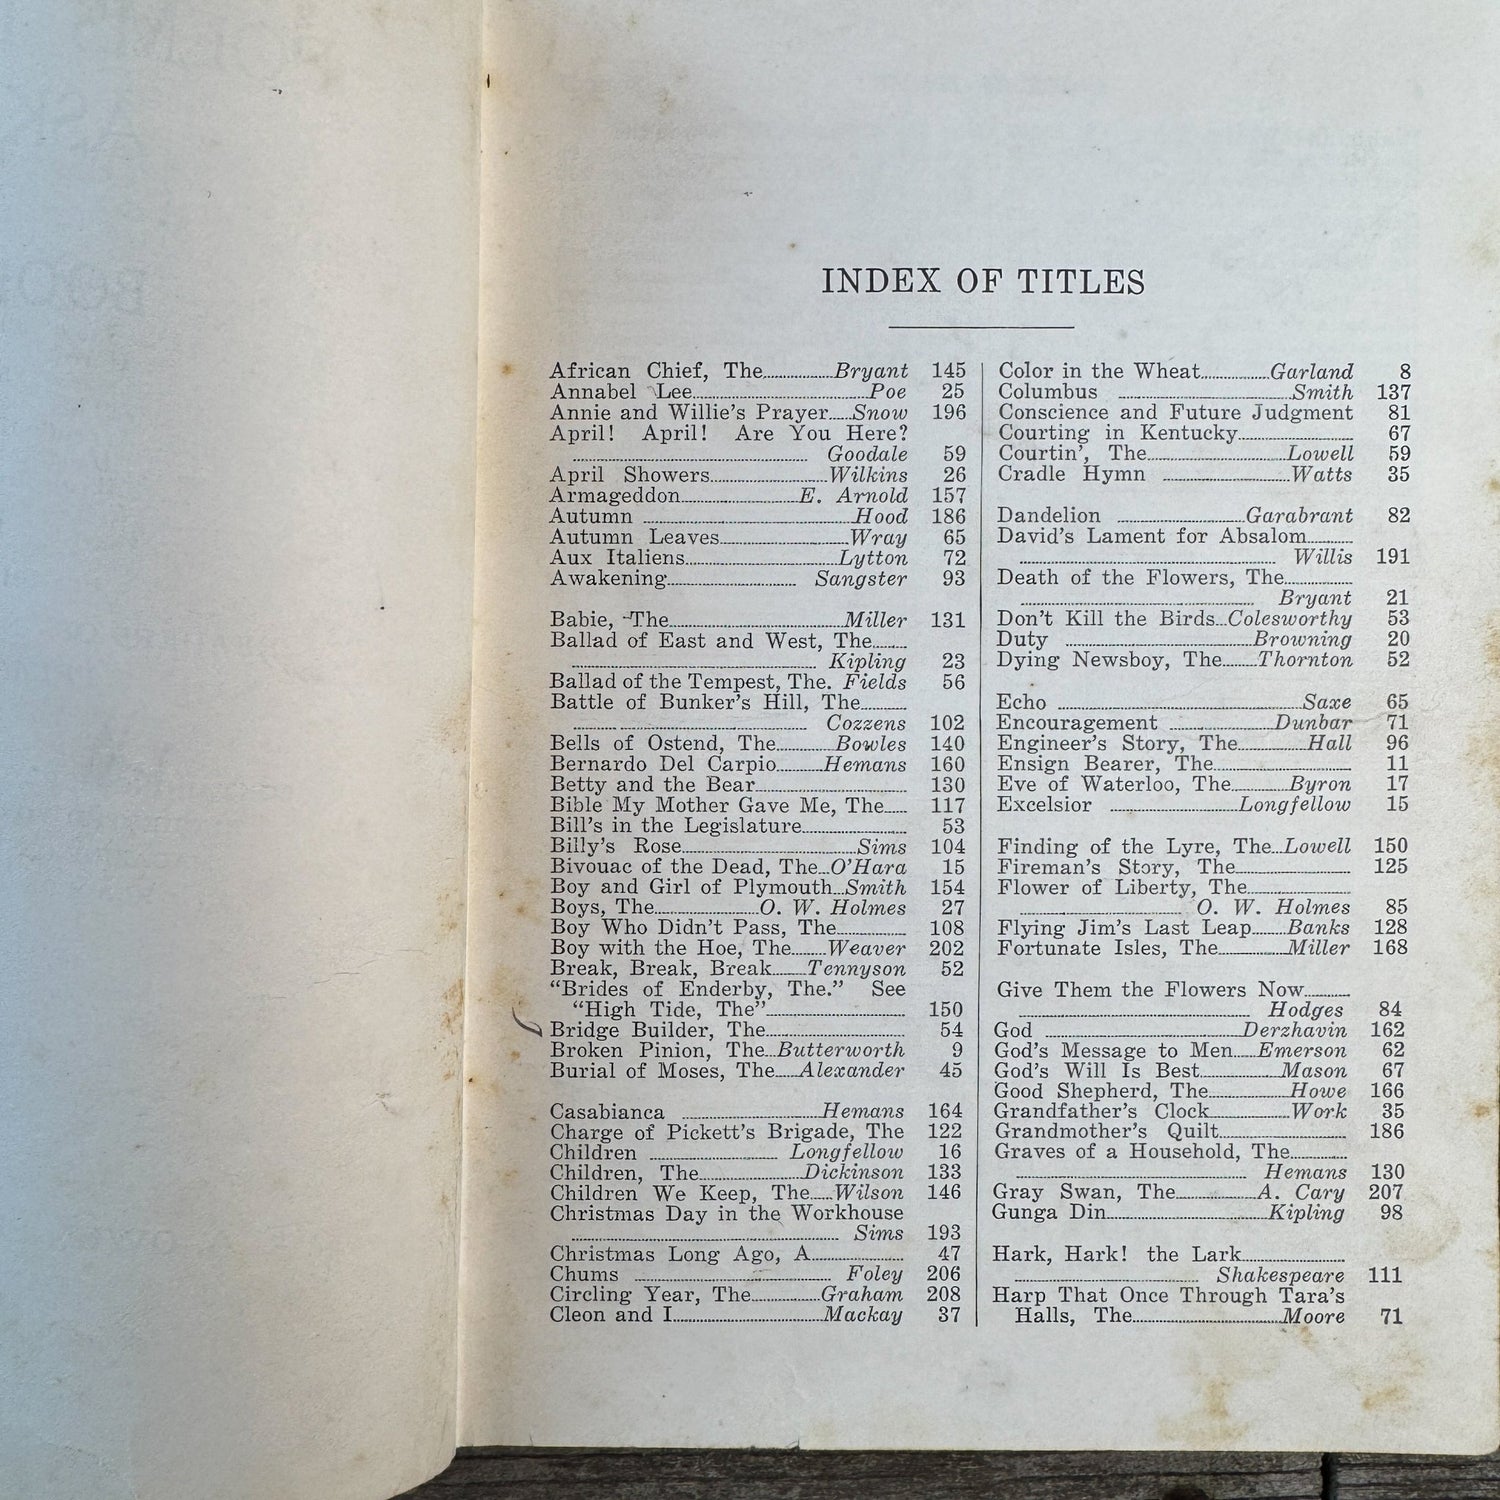 INDEX OF TITLES
African Chief, The Bryant 145
Annabel Lee Poe 25
Annie and Willie's Prayer Snow 196
April! April! Are You Here?
Goodale 59
April Showers Wilkins 26
Armageddon E. Arnold 157
Autumn Hood 186
Autumn Leaves Wray 65
Aux Italiens Lytton 72
Awakening Sangster 93
Babie, The Miller 131
Ballad of East and West, The
Kipling 23
Ballad of the Tempest, The. Fields 56
Battle of Bunker's Hill, The
Cozzens 102
Bells of Ostend, The Bowles 140
Bernardo Del Carpio Hemans 160
Betty and the Bear 130
Bible My Mother Gave Me, The 117
Bill's in the Legislature 53
Billy's Rose Sims 104
Bivouac of the Dead, The O'Hara 15
Boy and Girl of Plymouth Smith 154
Boys, The O. W. Holmes 27
Boy Who Didn't Pass, The 108
Boy with the Hoe, The Weaver 202
Break, Break, Break Tennyson 52
"Brides of Enderby, The." See
"High Tide, The" 150
Bridge Builder, The 54
Broken Pinion, The Butterworth 9
Burial of Moses, The Alexander 45
Casabianca Hemans 164
Charge of Pickett's Brigade, The 122
Children Longfellow 16
Children, The Dickinson 133
Children We Keep, The Wilson 146
Christmas Day in the Workhouse
Sims 193
Christmas Long Ago, A 47
Chums Foley 206
Circling Year, The Graham 208
Cleon and I Mackay 37
Color in the Wheat Garland 8
Columbus Smith 137
Conscience and Future Judgment 81
Courting in Kentucky 67
Courtin', The Lowell 59
Cradle Hymn Watts 35
Dandelion Garabrant 82
David's Lament for Absalom
Willis 191
Death of the Flowers, The
Bryant 21
Don't Kill the Birds Colesworthy 53
Duty Browning 20
Dying Newsboy, The Thornton 52
Echo Saxe 65
Encouragement Dunbar 71
Engineer's Story, The Hall 96
Ensign Bearer, The 11
Eve of Waterloo, The Byron 17
Excelsior Longfellow 15
Finding of the Lyre, The Lowell 150
Fireman's Story, The 125
Flower of Liberty, The
O. W. Holmes 85
Flying Jim's Last Leap Banks 128
Fortunate Isles, The Miller 168
Give Them the Flowers Now
Hodges 84
God Derzhavin 162
God's Message to Men Emerson 62
God's Will Is Best Mason 67
Good Shepherd, The Howe 166
Grandfather's Clock Work 35
Grandmother's Quilt 186
Graves of a Household, The
Hemans 130
Gray Swan, The A. Cary 207
Gunga Din Kipling 98
Hark, Hark! the Lark
Shakespeare 111
Harp That Once Through Tara's
Halls, The Moore 71